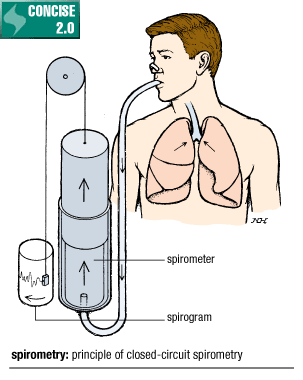 CONCISE
2.0
spirometer
spirogram
spirometry: principle of closed-circuit spirometry